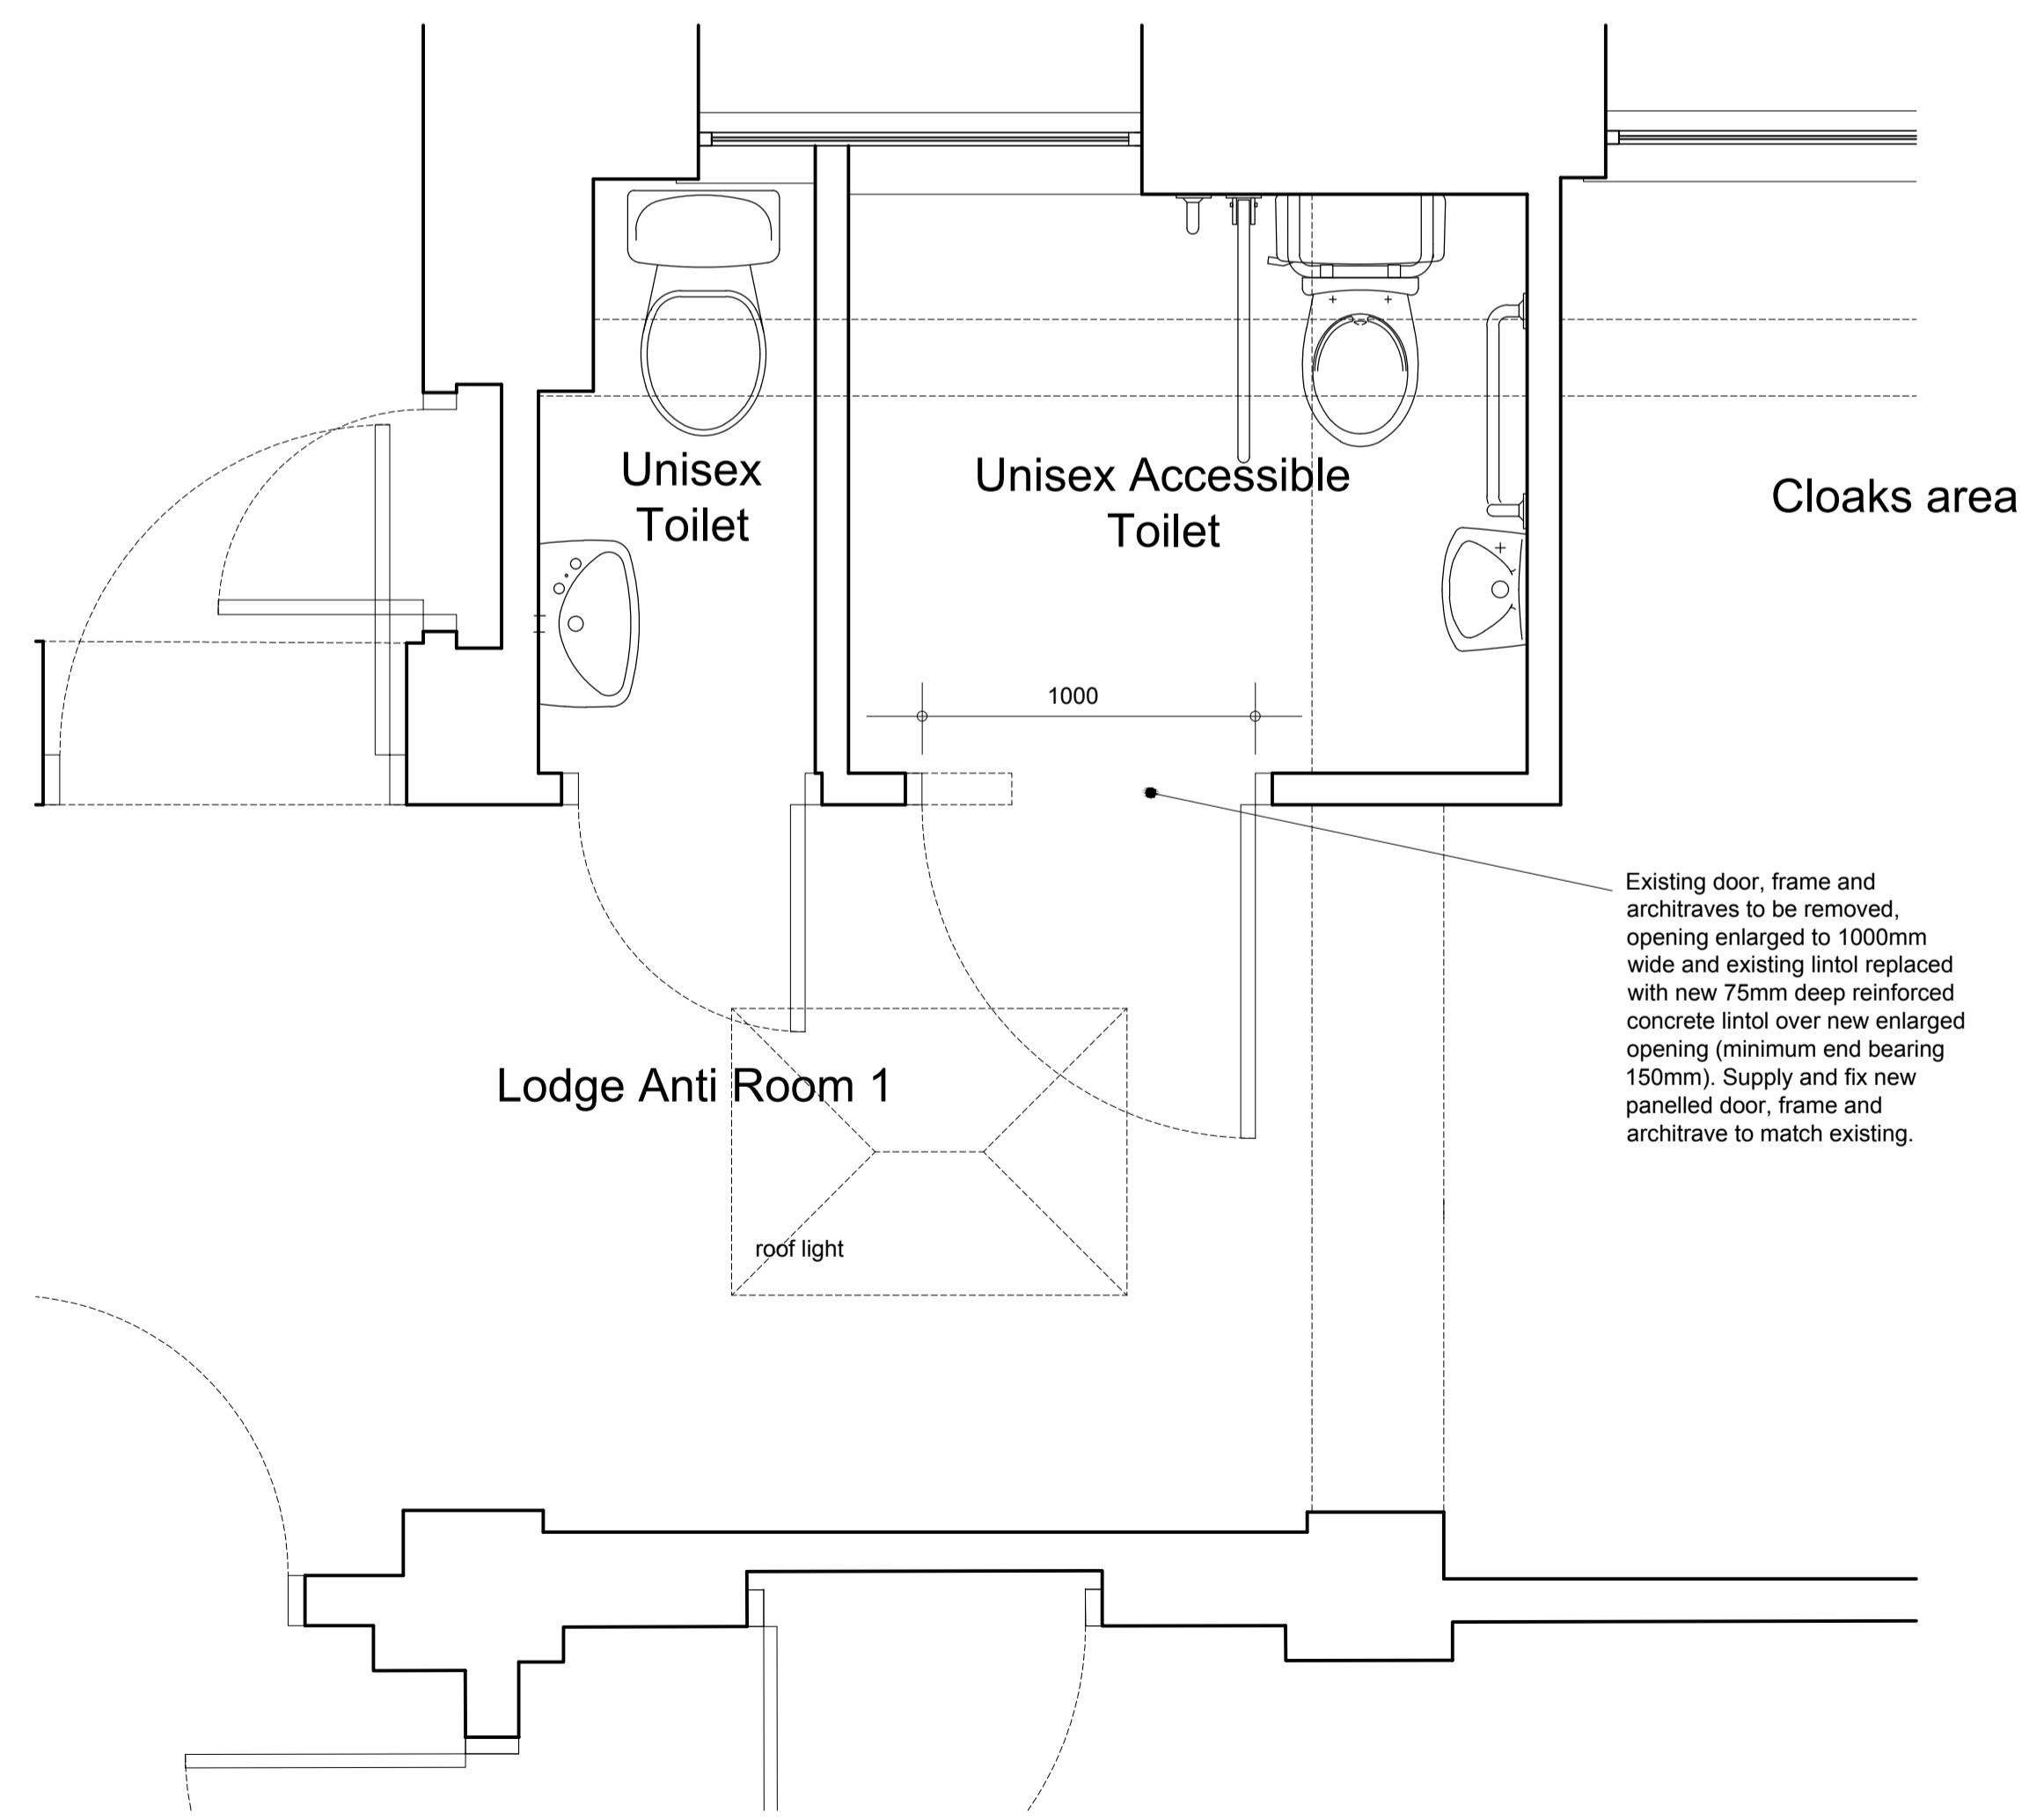 Unisex
Toilet
Unisex Accessible
Toilet
Cloaks area
1000
Existing door, frame and
architraves to be removed,
opening enlarged to 1000mm
wide and existing lintol replaced
with new 75mm deep reinforced
concrete lintol over new enlarged
opening (minimum end bearing
150mm). Supply and fix new
panelled door, frame and
architrave to match existing.
Lodge Anti Room 1
roof light